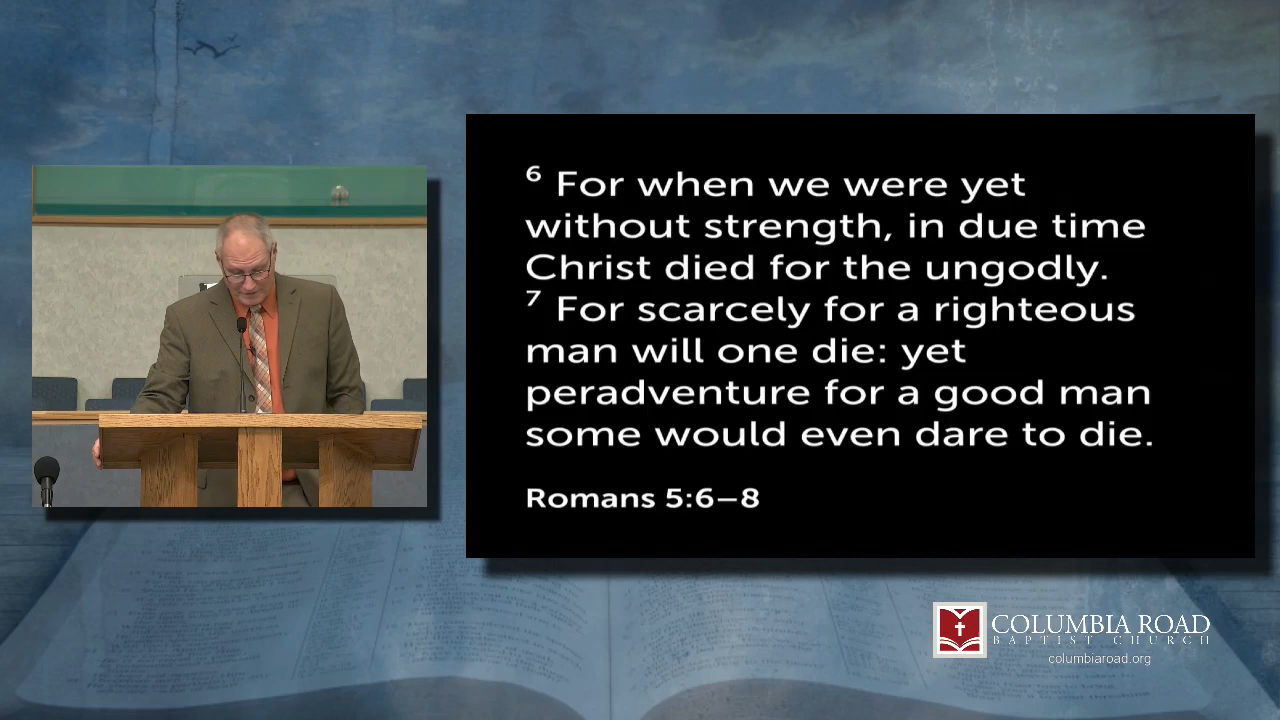 ⁶ For when we were yet
without strength, in due time
Christ died for the ungodly.
⁷ For scarcely for a righteous
man will one die: yet
peradventure for a good man
some would even dare to die.
Romans 5:6–8
COLUMBIA ROAD
BAPTIST CHURCH
columbiaroad.org